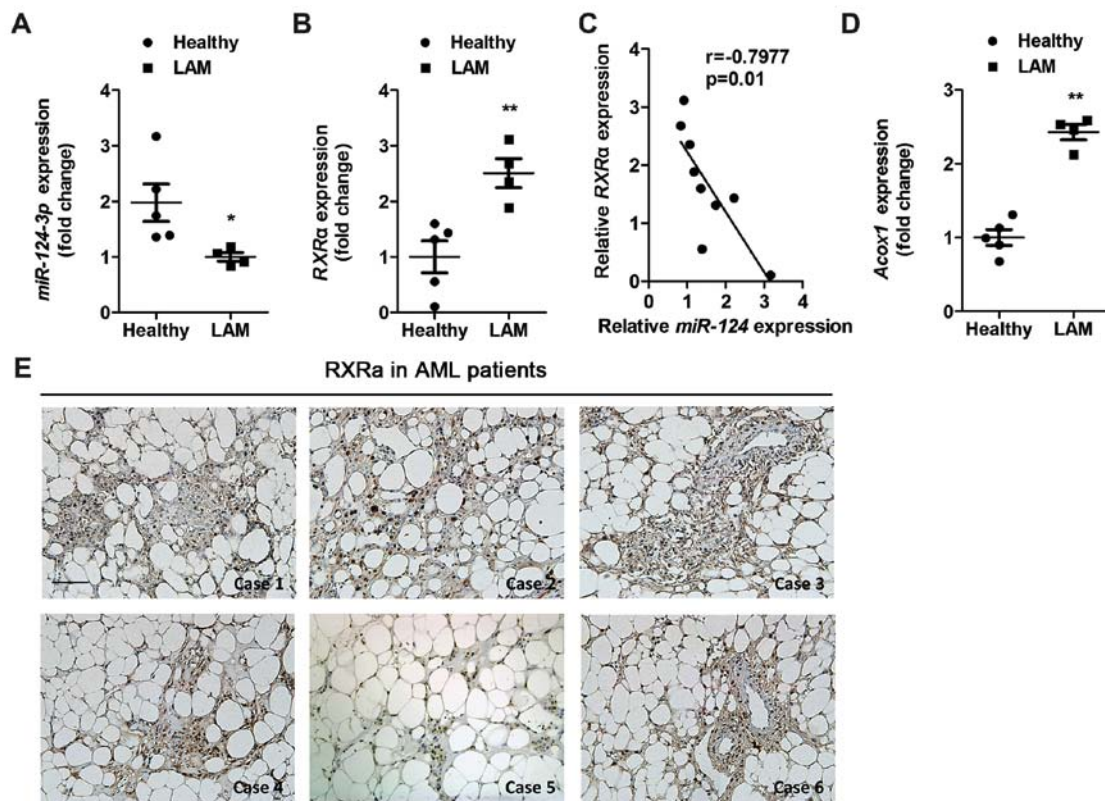 A
Healthy
LAM
miR-124-3p expression
(fold change)
4
3
2
1
0
*
Healthy LAM
B
Healthy
LAM
RXRα expression
(fold change)
4
3
2
1
0
**
Healthy LAM
C
r=-0.7977
p=0.01
Relative RXRα expression
4
3
2
1
0
0 1 2 3 4
Relative miR-124 expression
D
Healthy
LAM
Acox1 expression
(fold change)
3
2
1
0
**
Healthy LAM
E
RXRa in AML patients
Case 1
Case 2
Case 3
Case 4
Case 5
Case 6